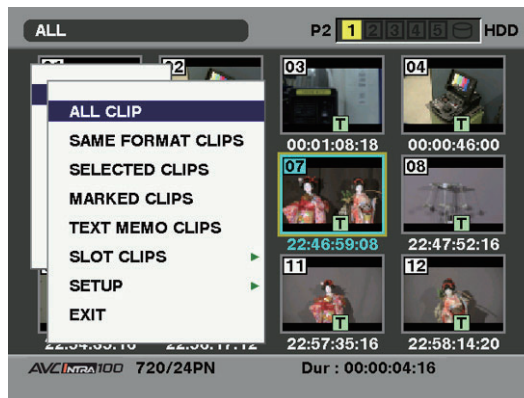 ALL
P2 1 2 3 4 5 HDD
02
03
04
ALL CLIP
SAME FORMAT CLIPS
SELECTED CLIPS
MARKED CLIPS
TEXT MEMO CLIPS
SLOT CLIPS
SETUP
EXIT
T
T
00:01:08:18
00:00:46:00
07
08
T
T
22:46:59:08
22:47:52:16
11
12
T
T
22:57:35:16
22:58:14:20
AVC INTRA 100 720/24PN
Dur : 00:00:04:16